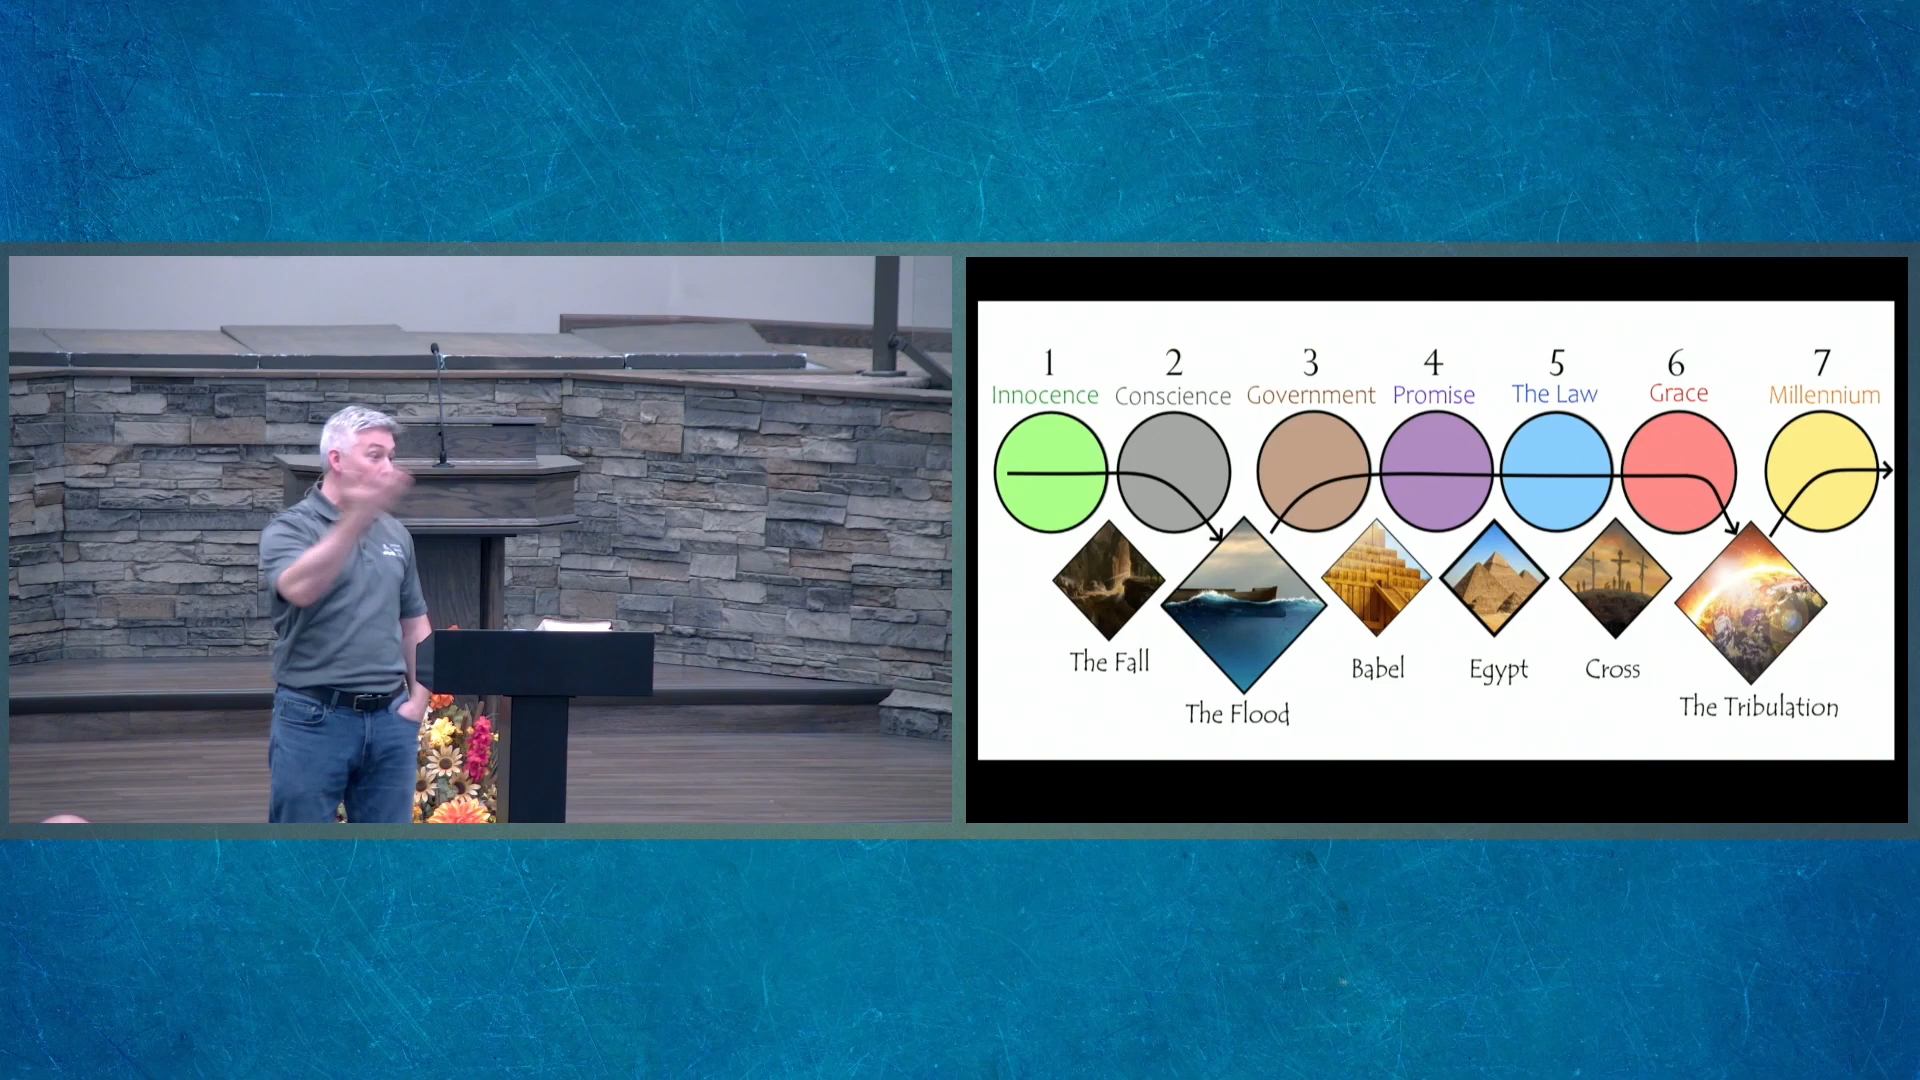 1 2 3 4 5 6 7
Innocence Conscience Government Promise The Law Grace Millennium
The Fall Babel Egypt Cross
The Flood The Tribulation